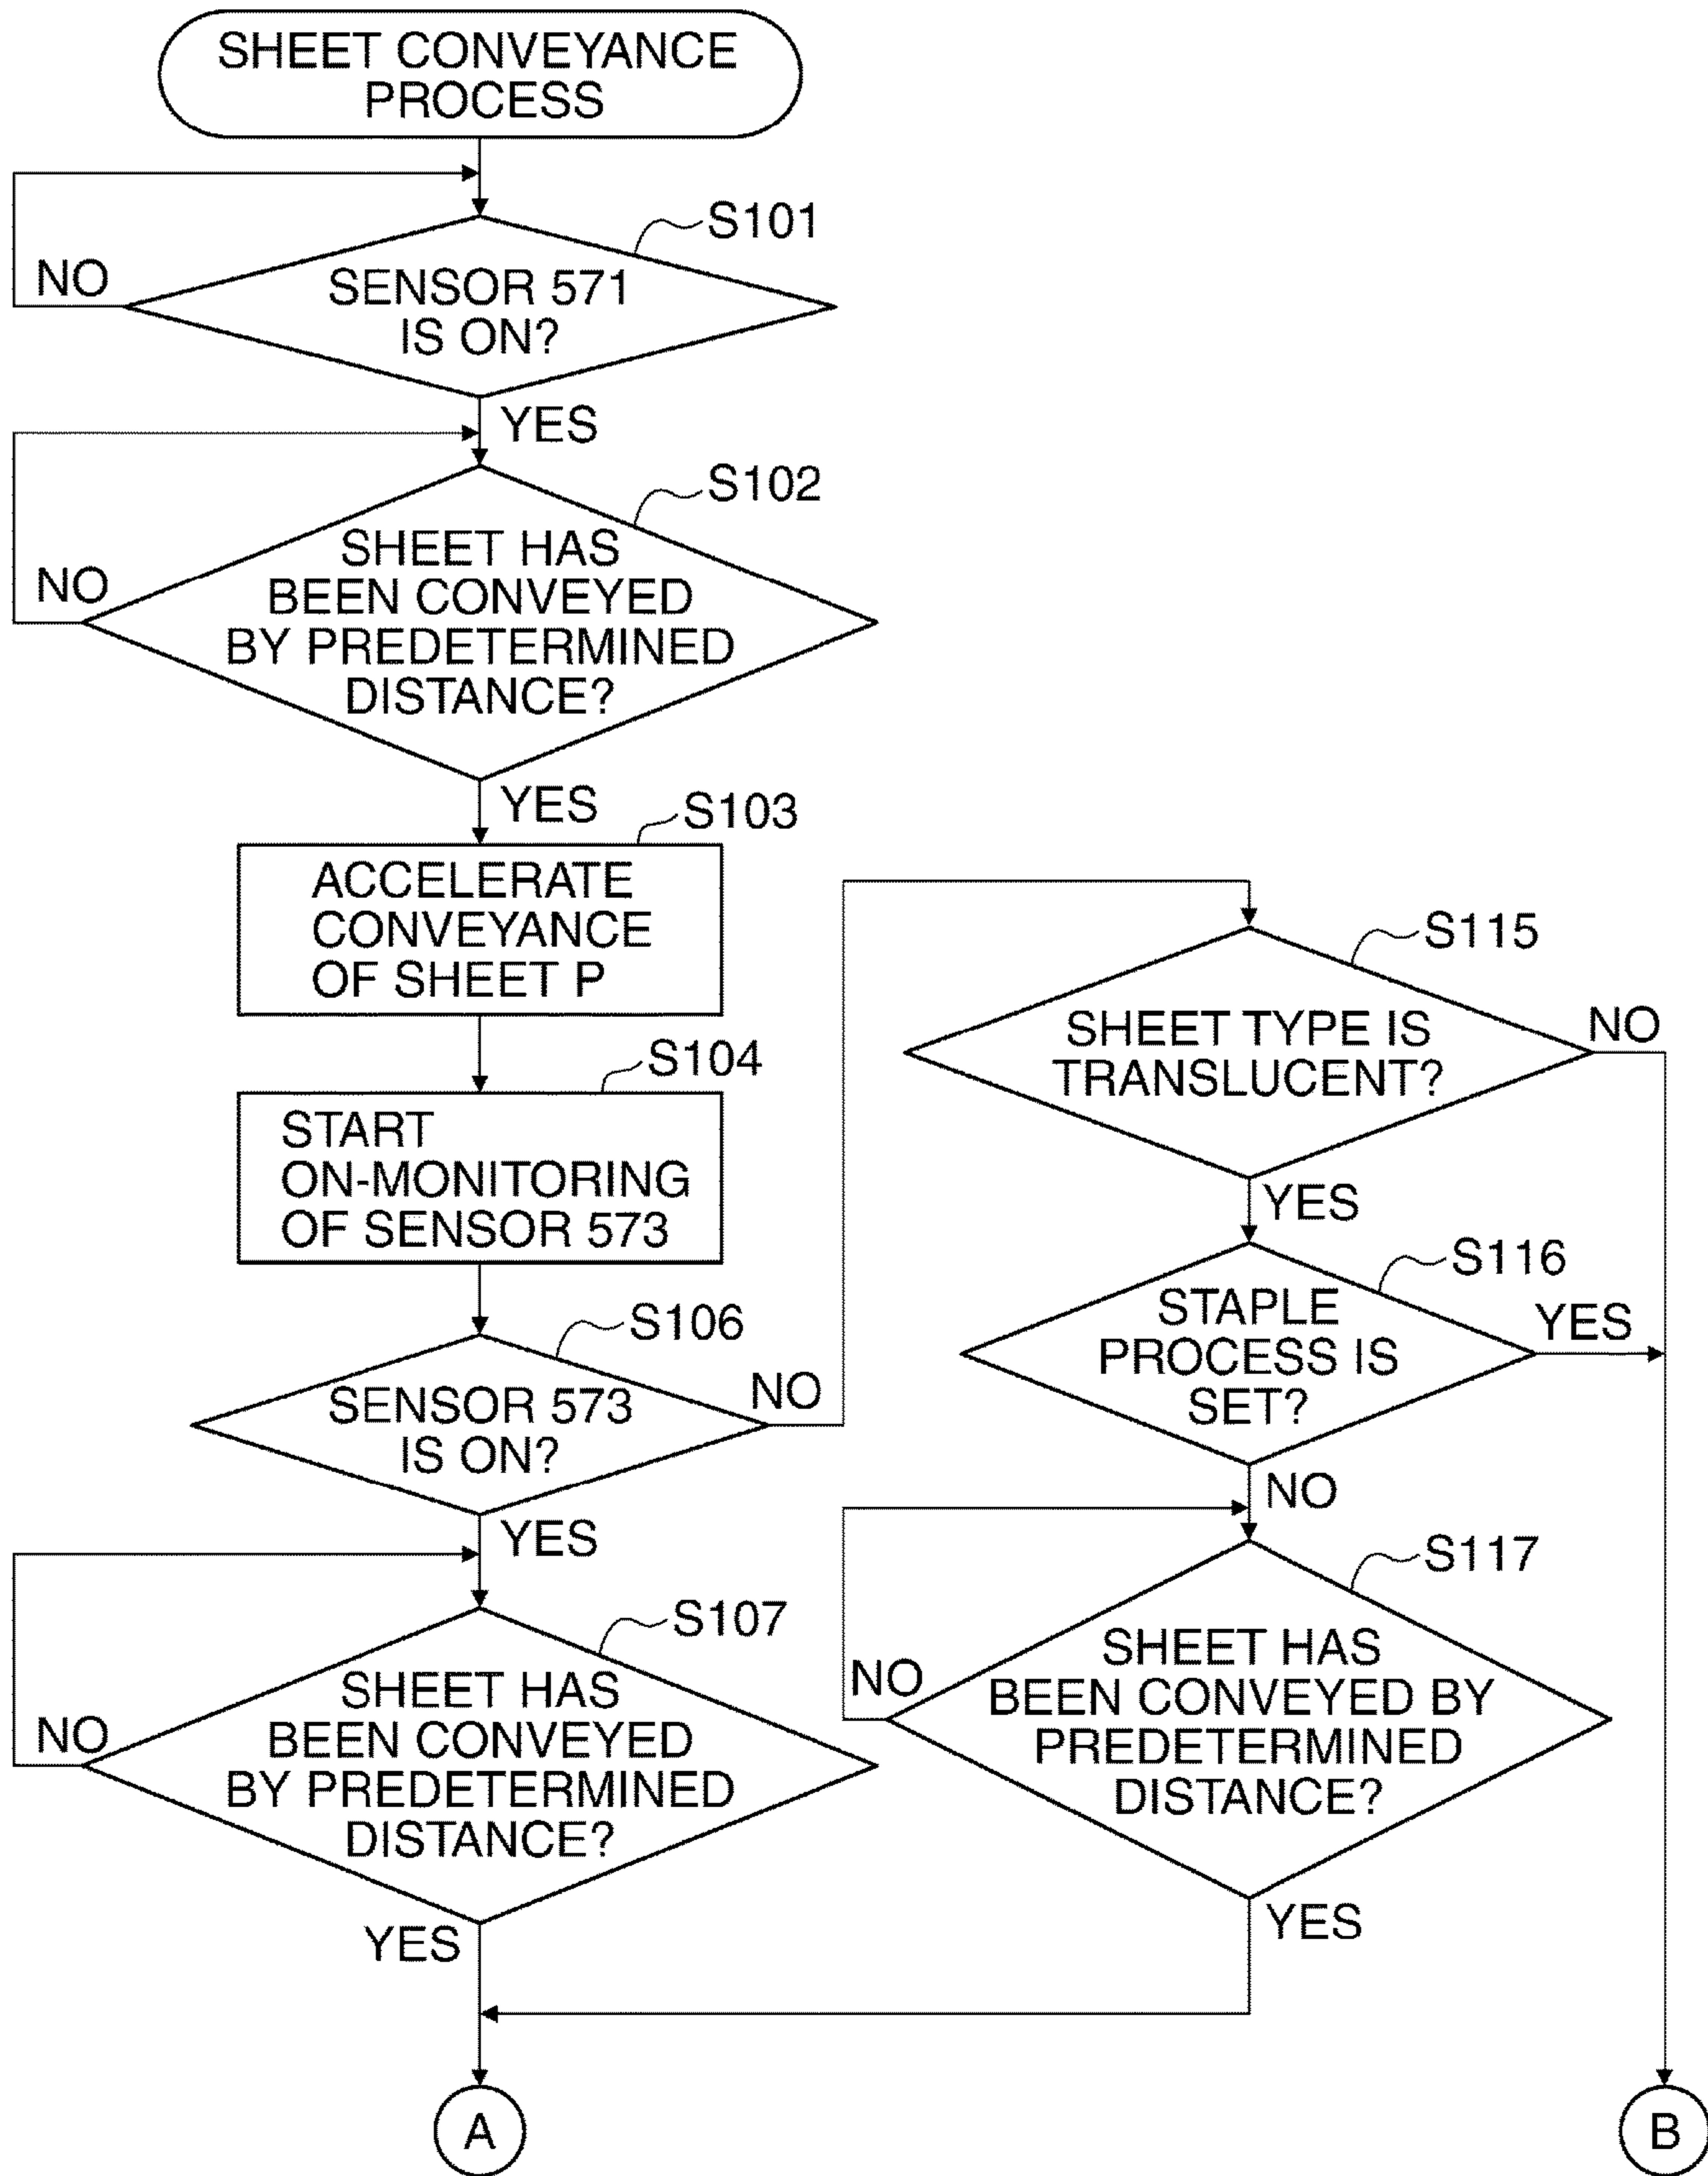 SHEET CONVEYANCE
PROCESS
S101
NO
SENSOR 571
IS ON?
YES
S102
NO
SHEET HAS
BEEN CONVEYED
BY PREDETERMINED
DISTANCE?
YES
S103
ACCELERATE
CONVEYANCE
OF SHEET P
S104
START
ON-MONITORING
OF SENSOR 573
S106
SENSOR 573
IS ON?
NO
YES
S107
NO
SHEET HAS
BEEN CONVEYED
BY PREDETERMINED
DISTANCE?
YES
A
S115
SHEET TYPE IS
TRANSLUCENT?
NO
YES
S116
STAPLE
PROCESS IS
SET?
YES
NO
S117
NO
SHEET HAS
BEEN CONVEYED BY
PREDETERMINED
DISTANCE?
YES
B